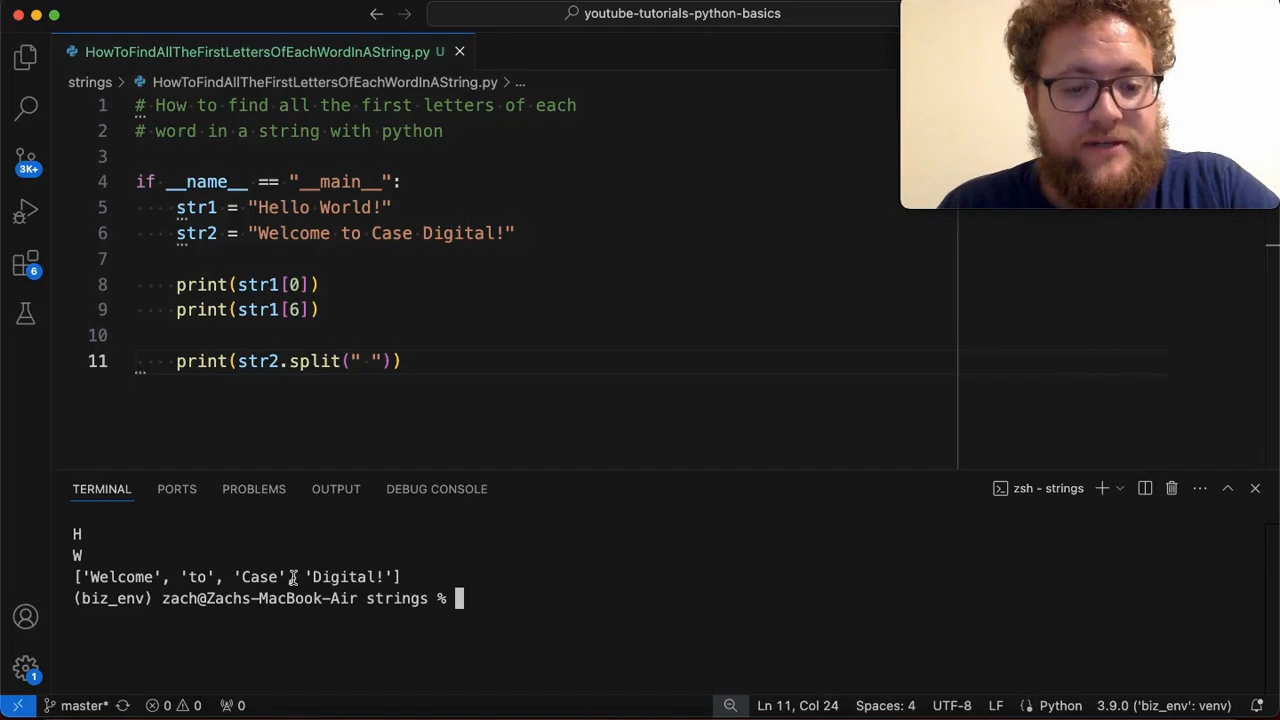 youtube-tutorials-python-basics
HowToFindAllTheFirstLettersOfEachWordInAString.py U
strings > HowToFindAllTheFirstLettersOfEachWordInAString.py > ...
1 # How to find all the first letters of each
2 # word in a string with python
3
4 if __name__ == "__main__":
5 str1 = "Hello World!"
6 str2 = "Welcome to Case Digital!"
7
8 print(str1[0])
9 print(str1[6])
10
11 print(str2.split(" "))
3K+
6
TERMINAL PORTS PROBLEMS OUTPUT DEBUG CONSOLE zsh - strings
H
W
['Welcome', 'to', 'Case', 'Digital!']
(biz_env) zach@Zachs-MacBook-Air strings %
1
master* 0 0 0 Ln 11, Col 24 Spaces: 4 UTF-8 LF Python 3.9.0 ('biz_env': venv)